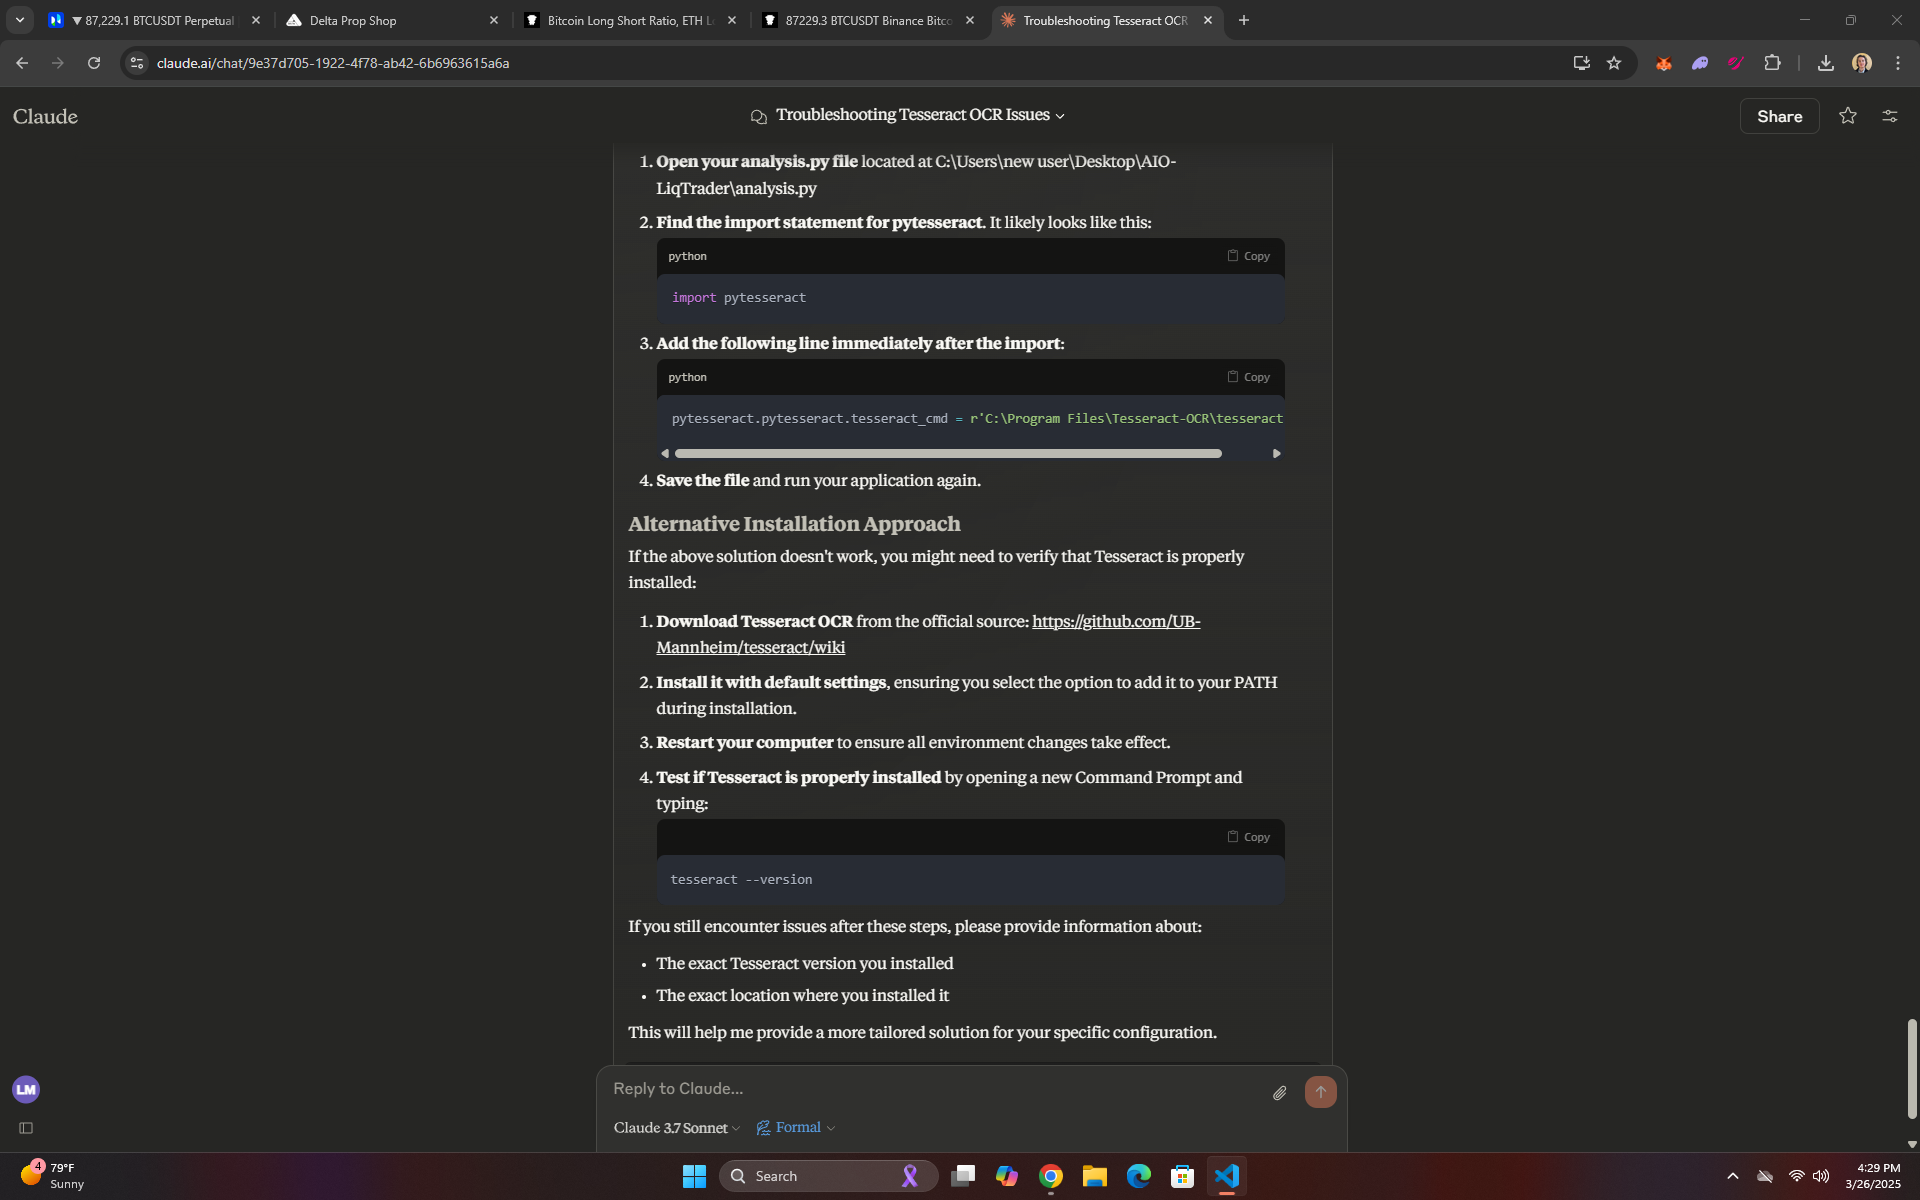 87,229.1 BTCUSDT Perpetual
Delta Prop Shop
Bitcoin Long Short Ratio, ETH L
87229.3 BTCUSDT Binance Bitco
Troubleshooting Tesseract OCR
claude.ai/chat/9e37d705-1922-4f78-ab42-6b6963615a6a
Claude
Troubleshooting Tesseract OCR Issues
Share
1. Open your analysis.py file located at C:\Users\new user\Desktop\AIO-
LiqTrader\analysis.py
2. Find the import statement for pytesseract. It likely looks like this:
python
Copy
import pytesseract
3. Add the following line immediately after the import:
python
Copy
pytesseract.pytesseract.tesseract_cmd = r'C:\Program Files\Tesseract-OCR\tesseract
4. Save the file and run your application again.
Alternative Installation Approach
If the above solution doesn't work, you might need to verify that Tesseract is properly
installed:
1. Download Tesseract OCR from the official source: https://github.com/UB-
Mannheim/tesseract/wiki
2. Install it with default settings, ensuring you select the option to add it to your PATH
during installation.
3. Restart your computer to ensure all environment changes take effect.
4. Test if Tesseract is properly installed by opening a new Command Prompt and
typing:
Copy
tesseract --version
If you still encounter issues after these steps, please provide information about:
• The exact Tesseract version you installed
• The exact location where you installed it
This will help me provide a more tailored solution for your specific configuration.
LM
Reply to Claude...
Claude 3.7 Sonnet
Formal
4
79°F
Sunny
Search
4:29 PM
3/26/2025